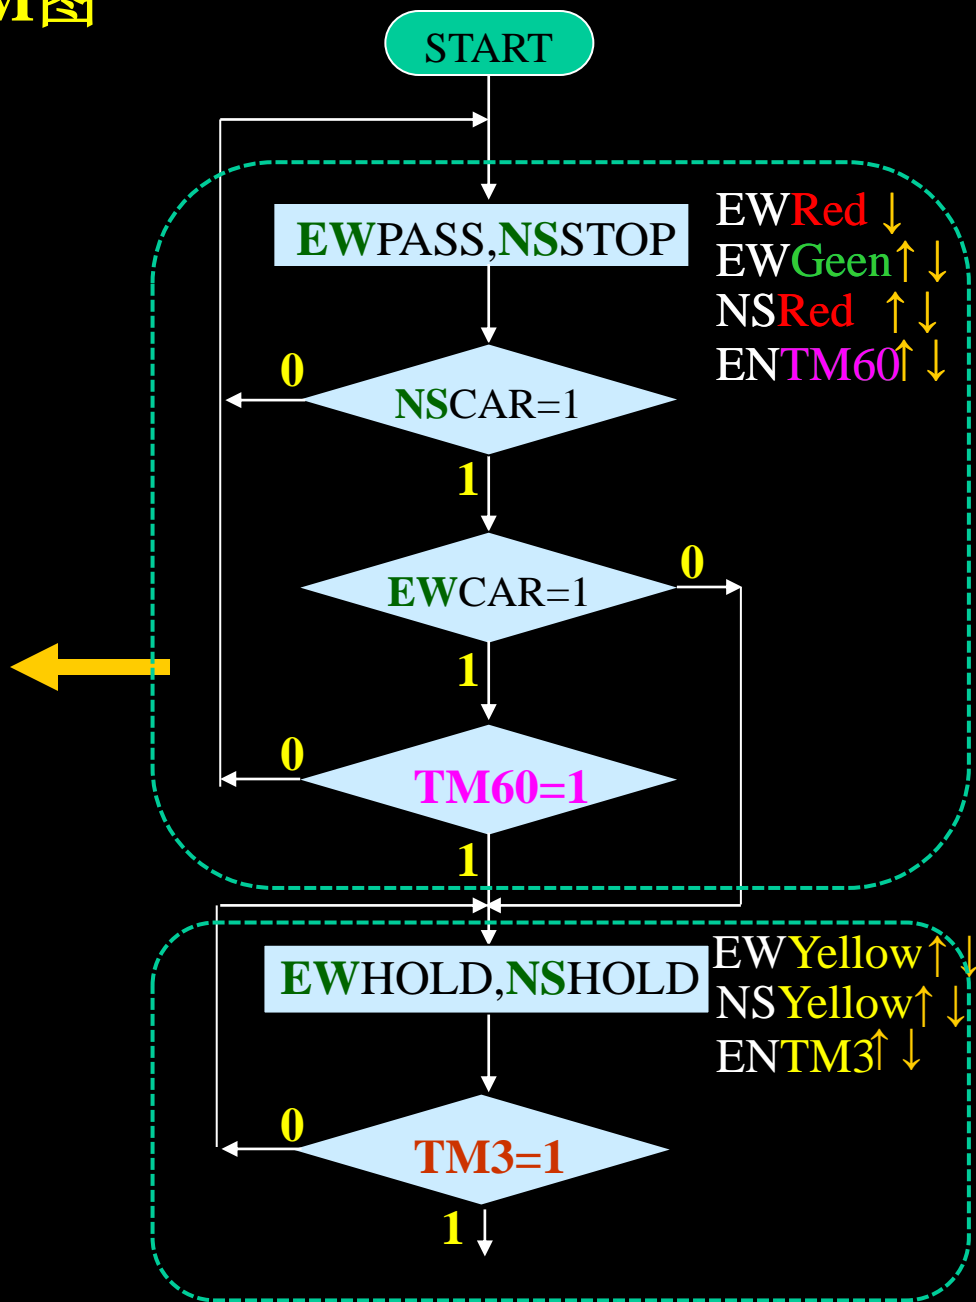 M图
START
EWPASS,NSSTOP
EWRed ↓
EWGeen↑↓
NSRed ↑↓
ENTM60↑↓
0
NSCAR=1
1
0
EWCAR=1
1
0
TM60=1
1
EWHOLD,NSHOLD
EWYellow↑↓
NSYellow↑↓
ENTM3↑↓
0
TM3=1
1